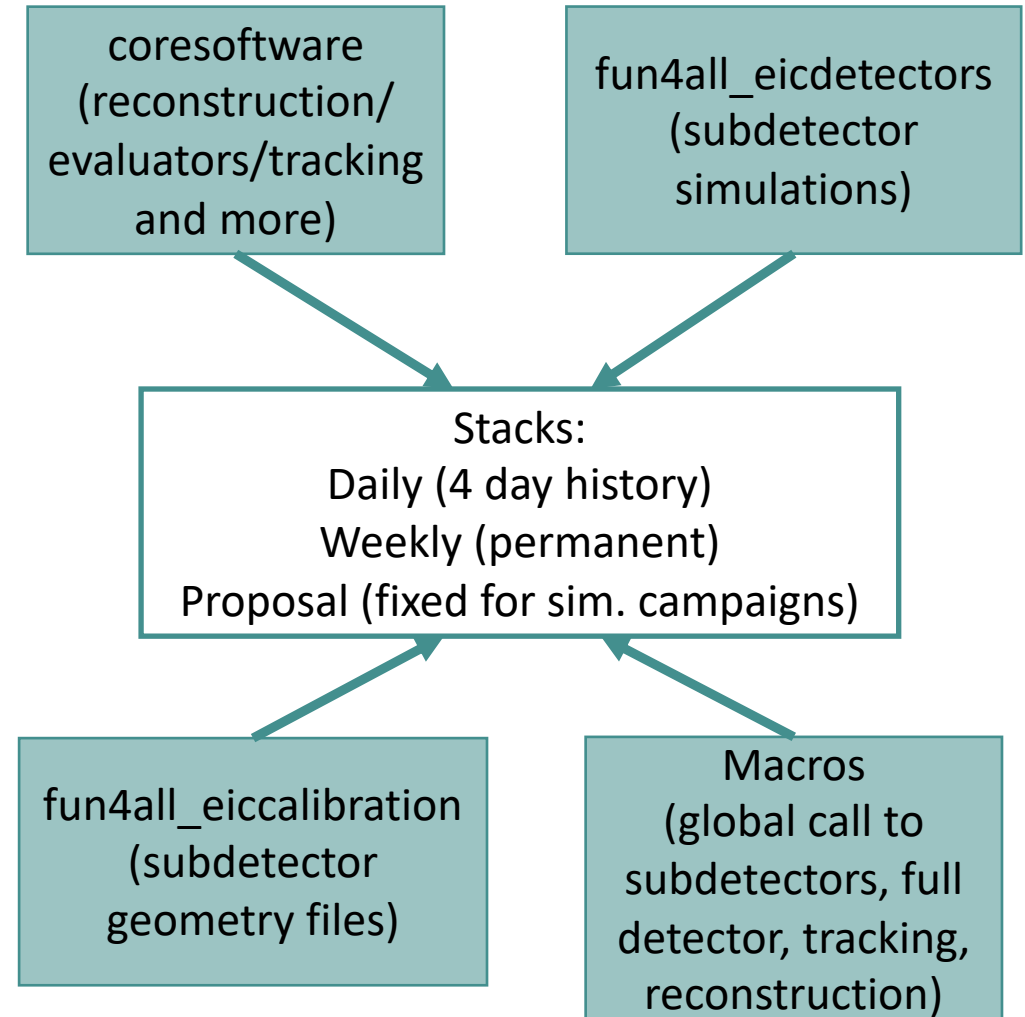 coresoftware
(reconstruction/
evaluators/tracking
and more)
fun4all_eicdetectors
(subdetector
simulations)
Stacks:
Daily (4 day history)
Weekly (permanent)
Proposal (fixed for sim. campaigns)
fun4all_eiccalibration
(subdetector
geometry files)
Macros
(global call to
subdetectors, full
detector, tracking,
reconstruction)